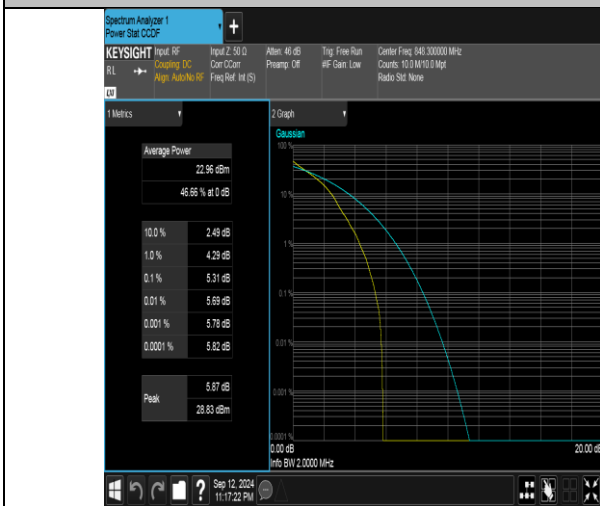 Spectrum Analyzer 1
Power Stat CCDF
+
KEYSIGHT
RL
Input: RF
Coupling: DC
Align: Auto/No RF
Input Z: 50 Ω
Corr CCorr
Freq Ref: Int (S)
Atten: 46 dB
Preamp: Off
Trig: Free Run
#IF Gain: Low
Center Freq: 848.300000 MHz
Counts: 10.0 M/10.0 Mpt
Radio Std: None
1 Metrics
Average Power
22.96 dBm
46.66 % at 0 dB
10.0 % 2.49 dB
1.0 % 4.29 dB
0.1 % 5.31 dB
0.01 % 5.69 dB
0.001 % 5.78 dB
0.0001 % 5.82 dB
Peak 5.87 dB
28.83 dBm
2 Graph
Gaussian
100 %
10 %
1 %
0.1 %
0.01 %
0.001 %
0.0001 %
0.00 dB 20.00 dB
Info BW 2.0000 MHz
?
Sep 12, 2024
11:17:22 PM